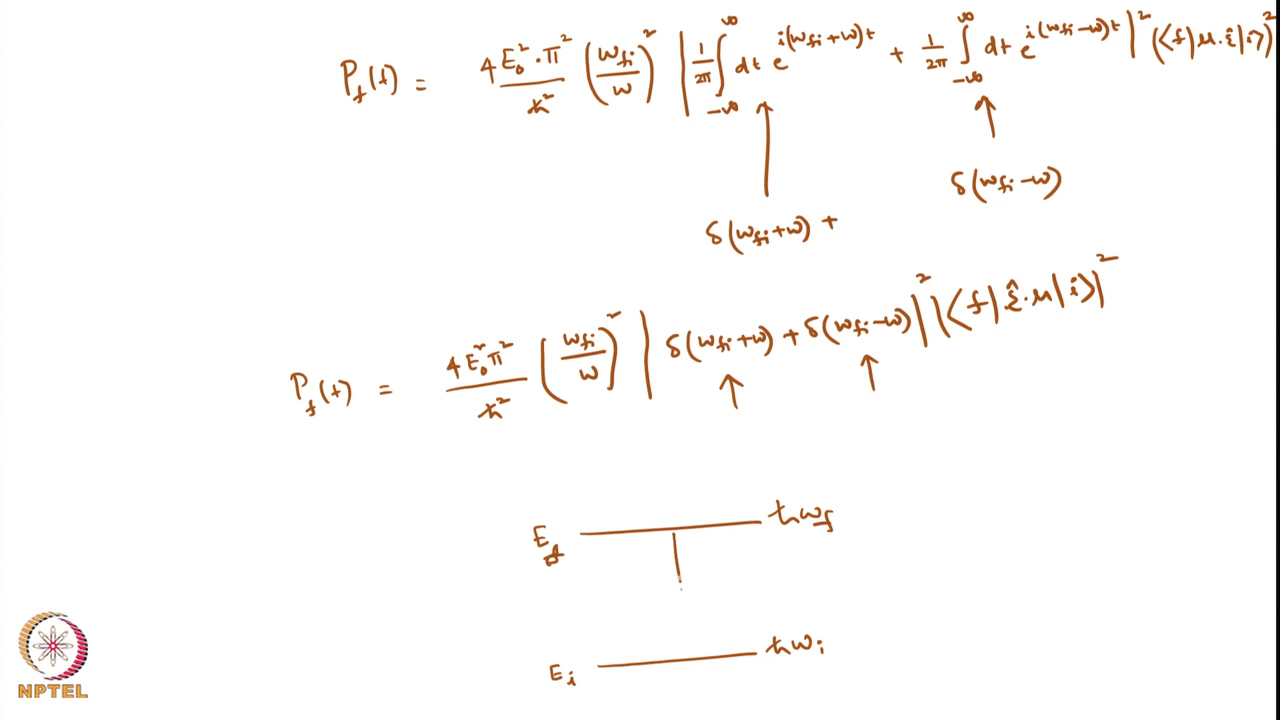 P_f(t) = 4E_0^2 · π^2 / ħ^2 (ω_fi / ω)^2 | 1/2π ∫_{-∞}^{∞} dt e^{i(ω_fi+ω)t} + 1/2π ∫_{-∞}^{∞} dt e^{i(ω_fi-ω)t} |^2 (⟨f|μ.ε̂|i⟩)^2
δ(ω_fi-ω)
δ(ω_fi+ω) +
P_f(t) = 4E_0^2 π^2 / ħ^2 (ω_fi / ω)^2 | δ(ω_fi+ω) + δ(ω_fi-ω) |^2 |⟨f|ε̂.μ|i⟩|^2
E_f ħω_f
E_i ħω_i
NPTEL